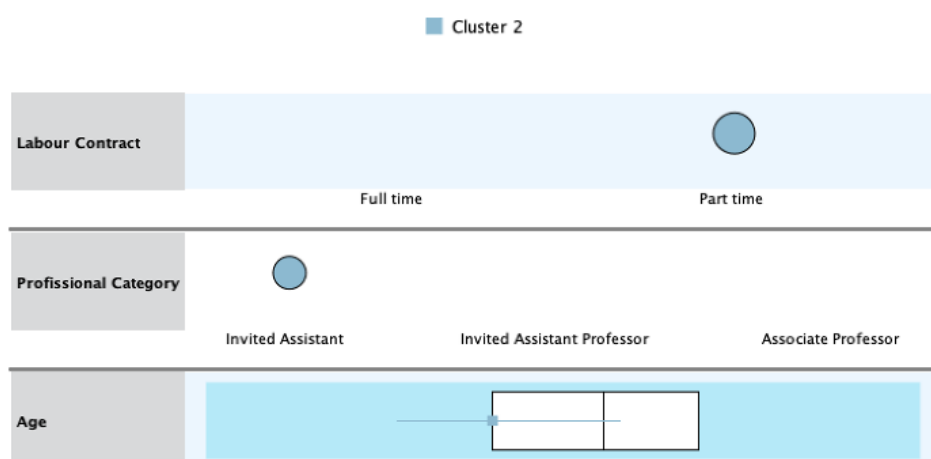 Cluster 2
Labour Contract
Full time Part time
Profissional Category
Invited Assistant Invited Assistant Professor Associate Professor
Age